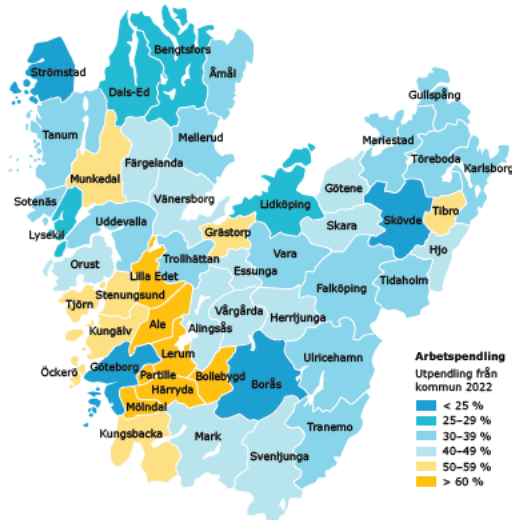 Strömstad
Bengtsfors
Åmål
Dals-Ed
Gullspång
Tanum
Mellerud
Mariestad
Töreboda
Karlsborg
Färgelanda
Munkedal
Götene
Sotenäs
Vänersborg
Lidköping
Tibro
Skövde
Uddevalla
Skara
Lysekil
Grästorp
Hjo
Vara
Trollhättan
Orust
Essunga
Lilla Edet
Tidaholm
Falköping
Stenungsund
Tjörn
Vårgårda
Herrljunga
Ale
Kungälv
Alingsås
Lerum
Ulricehamn
Göteborg
Öckerö
Partille
Bollebygd
Borås
Härryda
Mölndal
Tranemo
Kungsbacka
Mark
Svenljunga
Arbetspendling
Utpendling från
kommun 2022
< 25 %
25–29 %
30–39 %
40–49 %
50–59 %
> 60 %